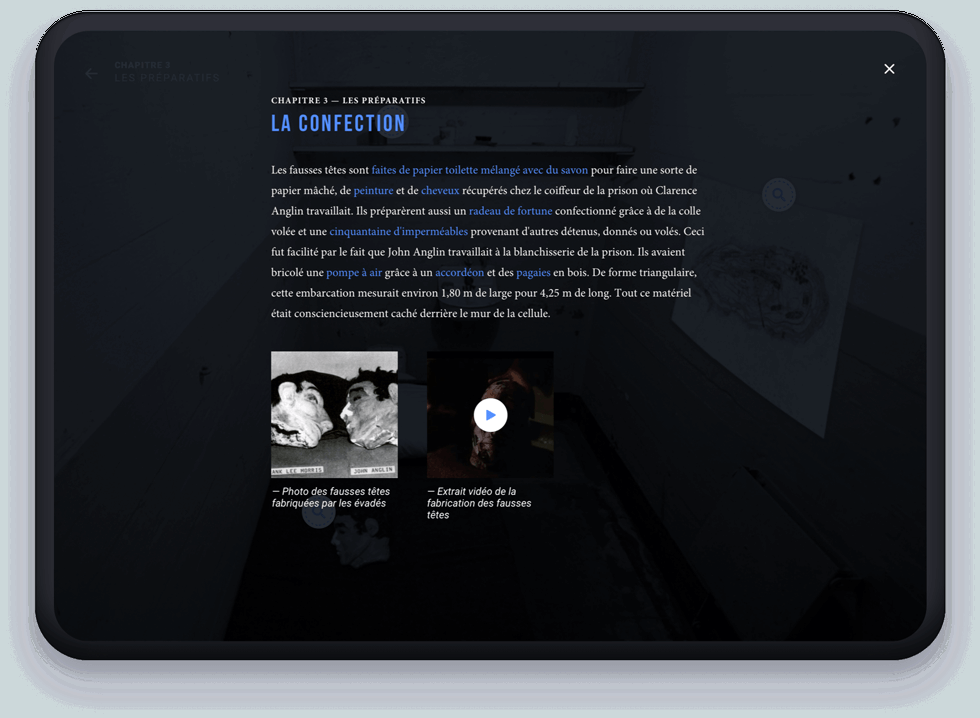 CHAPITRE 3
LES PRÉPARATIFS
CHAPITRE 3 — LES PRÉPARATIFS
LA CONFECTION
Les fausses têtes sont faites de papier toilette mélangé avec du savon pour faire une sorte de
papier mâché, de peinture et de cheveux récupérés chez le coiffeur de la prison où Clarence
Anglin travaillait. Ils préparèrent aussi un radeau de fortune confectionné grâce à de la colle
volée et une cinquantaine d'imperméables provenant d'autres détenus, donnés ou volés. Ceci
fut facilité par le fait que John Anglin travaillait à la blanchisserie de la prison. Ils avaient
bricolé une pompe à air grâce à un accordéon et des pagaies en bois. De forme triangulaire,
cette embarcation mesurait environ 1,80 m de large pour 4,25 m de long. Tout ce matériel
était consciencieusement caché derrière le mur de la cellule.
ANK LEE MORRIS
JOHN ANGLIN
— Photo des fausses têtes
fabriquées par les évadés
— Extrait vidéo de la
fabrication des fausses
têtes